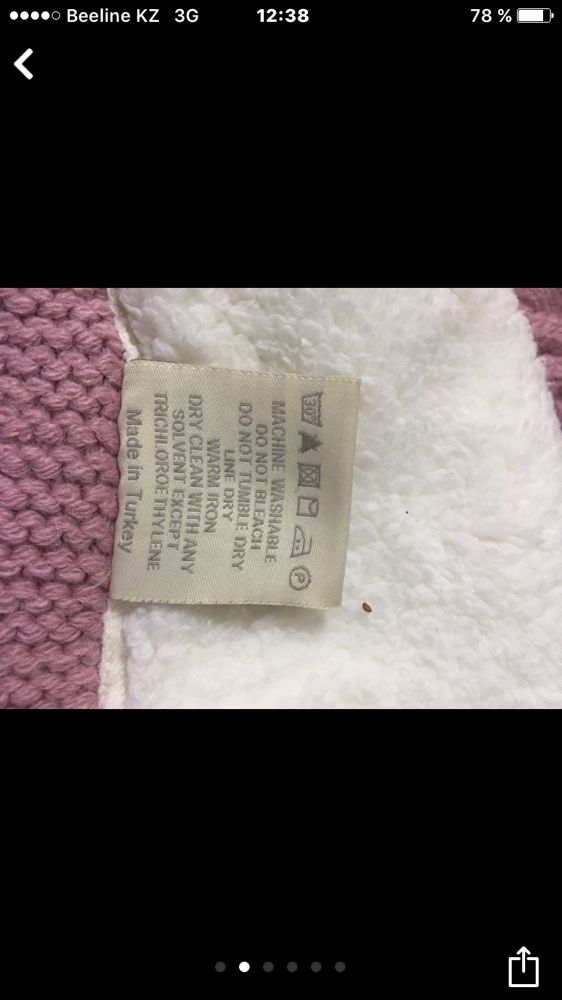 Beeline KZ 3G 12:38 78 %
30°
MACHINE WASHABLE
DO NOT BLEACH
DO NOT TUMBLE DRY
LINE DRY
WARM IRON
DRY CLEAN WITH ANY
SOLVENT EXCEPT
TRICHLOROETHYLENE
Made in Turkey
P